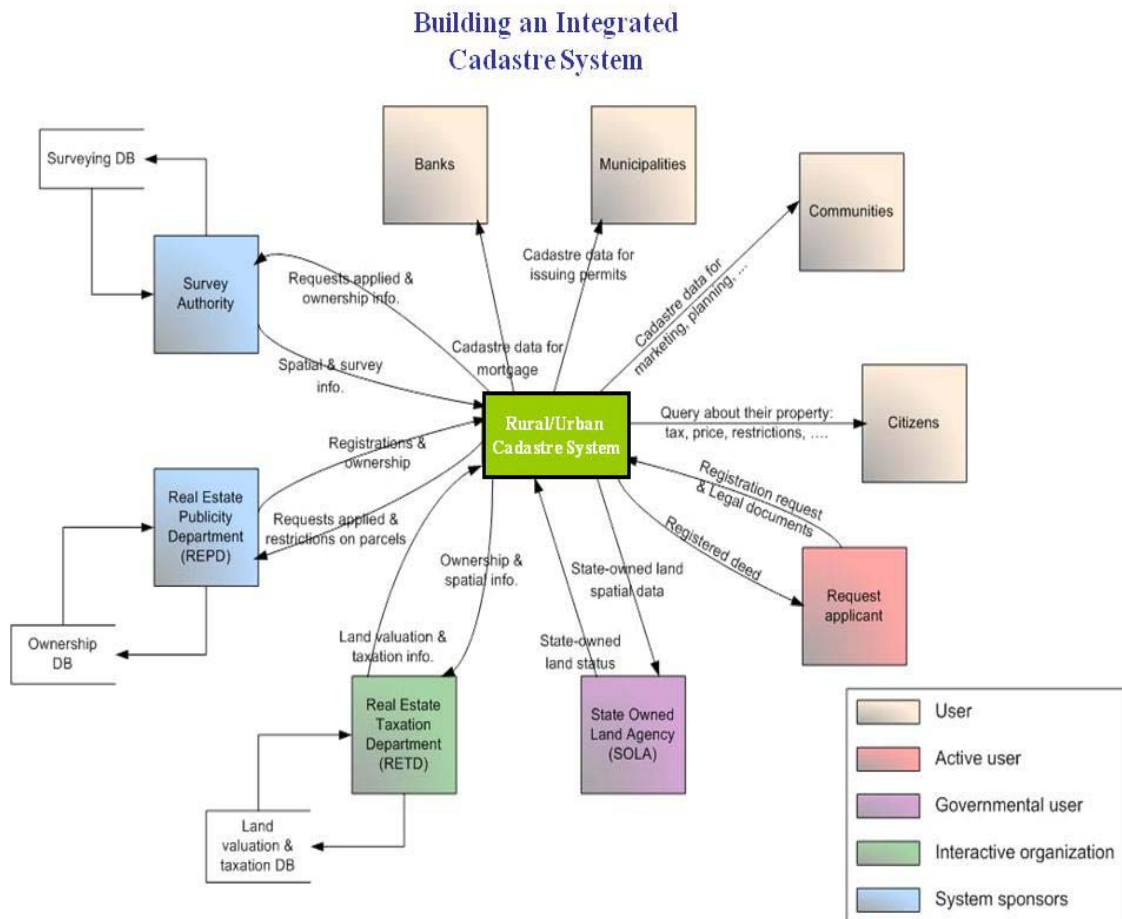 Building an Integrated
Cadastre System
Surveying DB
Banks
Municipalities
Communities
Survey
Authority
Requests applied &
ownership info.
Cadastre data for
issuing permits
Cadastre data for
marketing, planning, ...
Spatial & survey
info.
Cadastre data for
mortgage
Rural/Urban
Cadastre System
Query about their property:
tax, price, restrictions, ....
Citizens
Registrations &
ownership
Registration request
& Legal documents
Real Estate
Publicity
Department
(REPD)
Requests applied &
restrictions on parcels
Registered deed
Ownership &
spatial info.
State-owned land
spatial data
Request
applicant
Ownership
DB
Land valuation &
taxation info.
State-owned
land status
Real Estate
Taxation
Department
(RETD)
State Owned
Land Agency
(SOLA)
Land
valuation &
taxation DB
User
Active user
Governmental user
Interactive organization
System sponsors